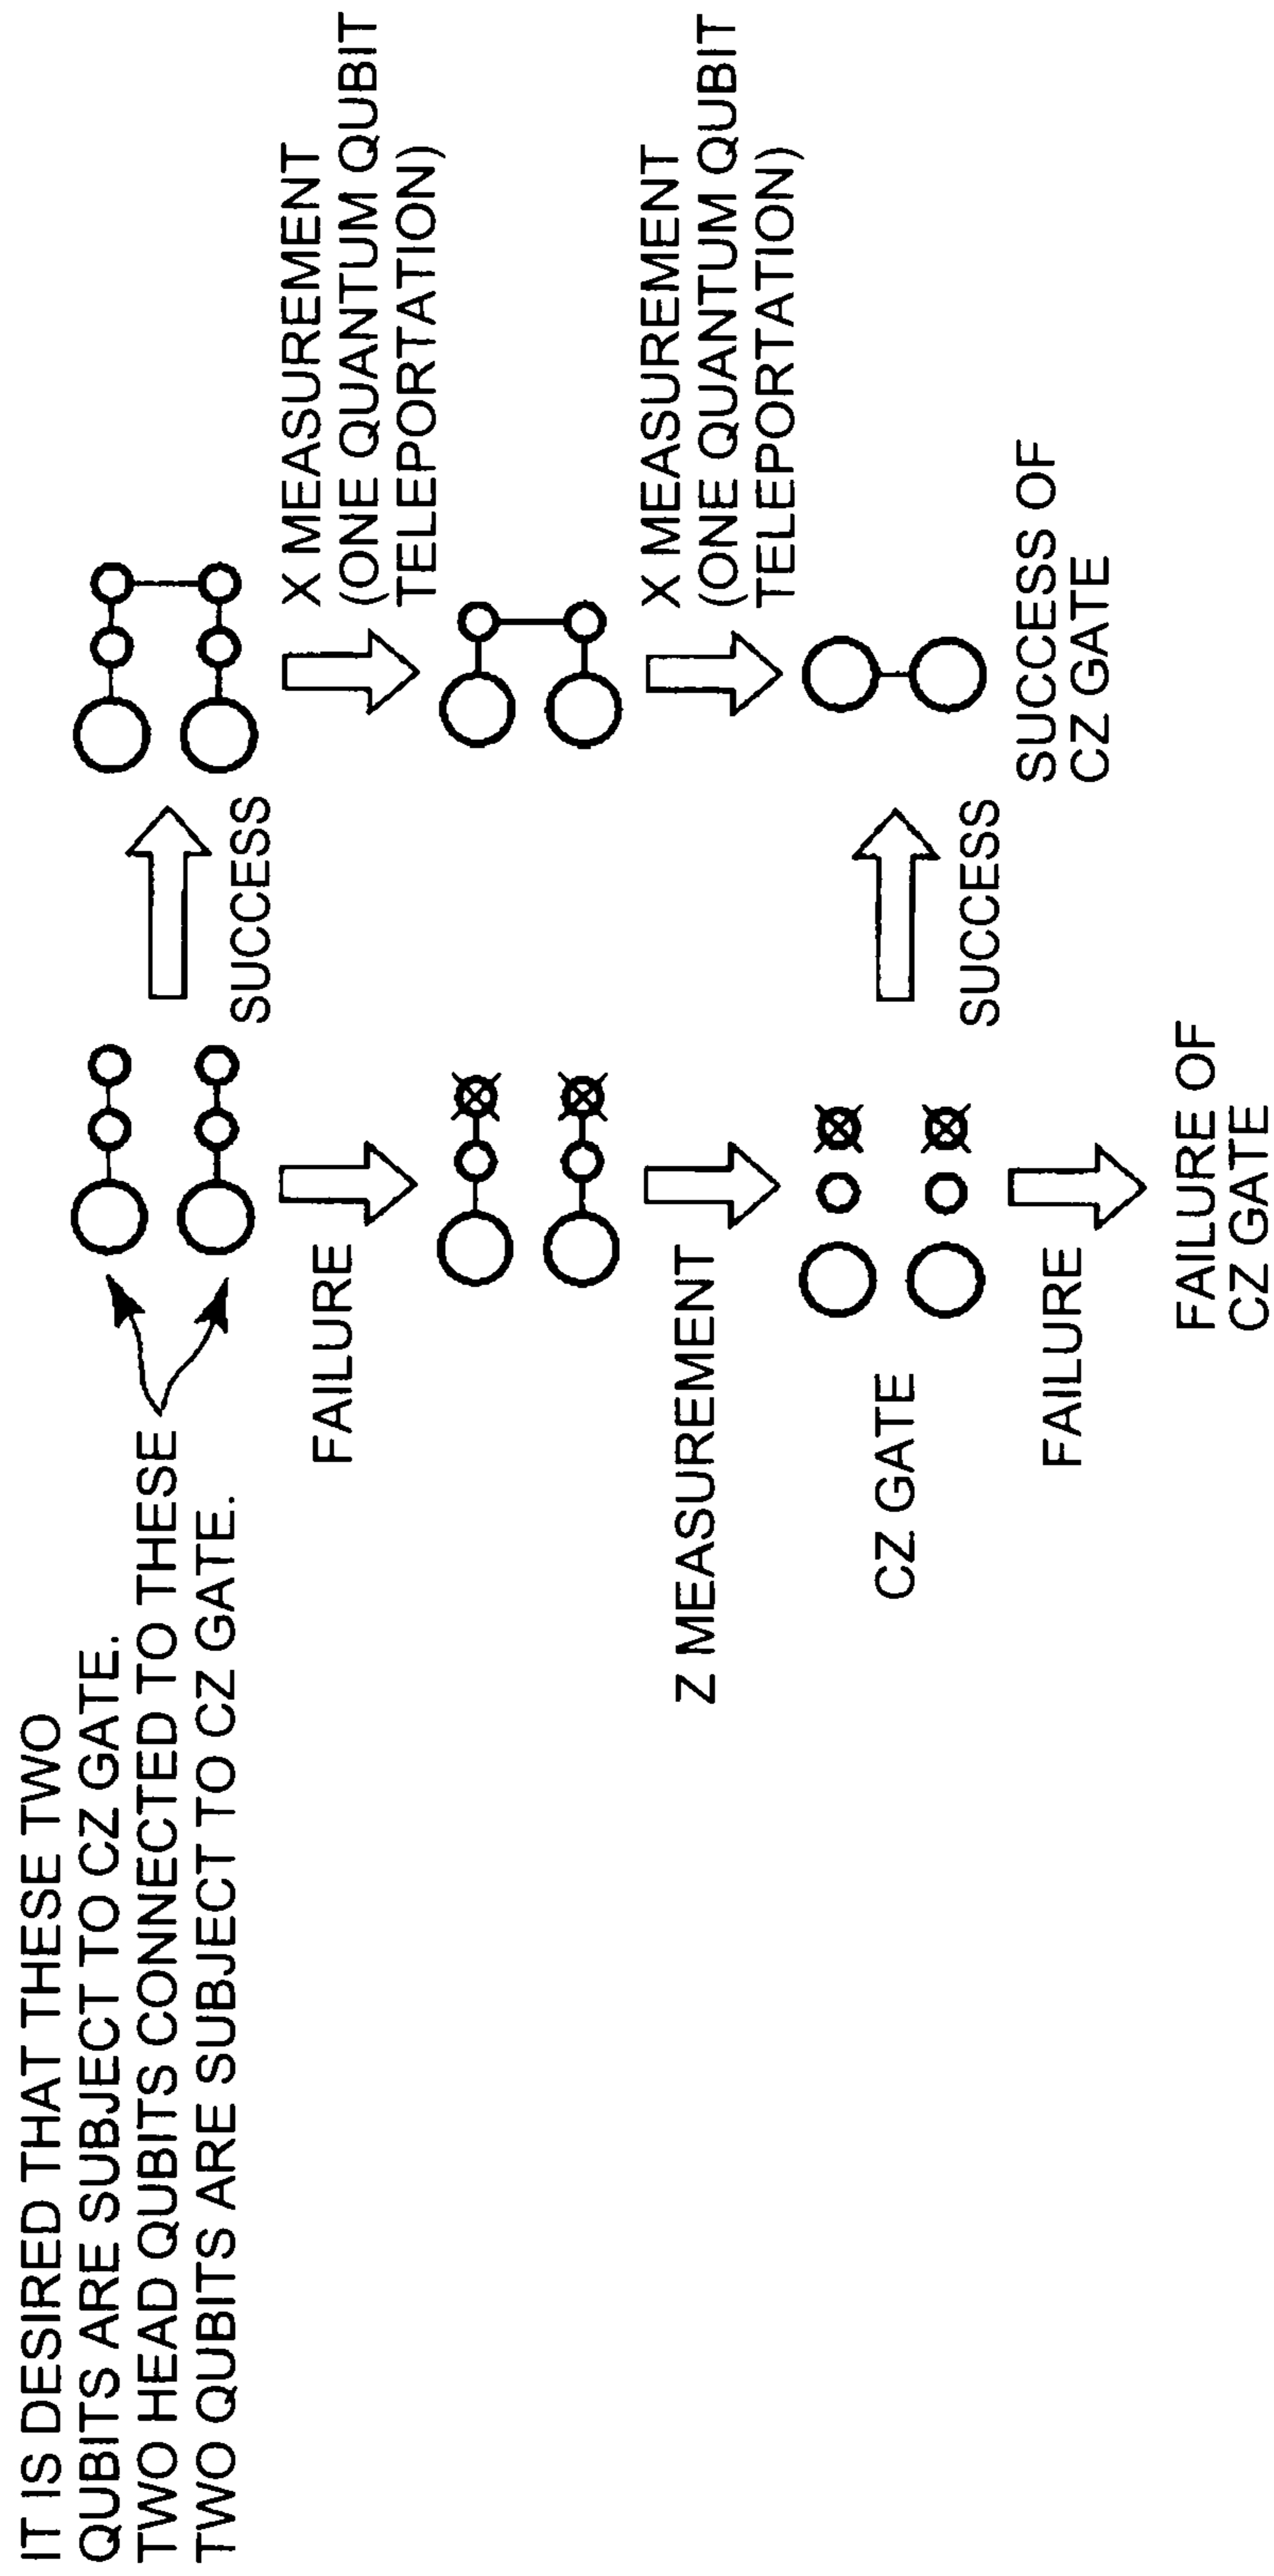 IT IS DESIRED THAT THESE TWO
QUBITS ARE SUBJECT TO CZ GATE.
TWO HEAD QUBITS CONNECTED TO THESE
TWO QUBITS ARE SUBJECT TO CZ GATE.
SUCCESS
FAILURE
X MEASUREMENT
(ONE QUANTUM QUBIT
TELEPORTATION)
Z MEASUREMENT
X MEASUREMENT
(ONE QUANTUM QUBIT
TELEPORTATION)
CZ GATE
SUCCESS
SUCCESS OF
CZ GATE
FAILURE
FAILURE OF
CZ GATE